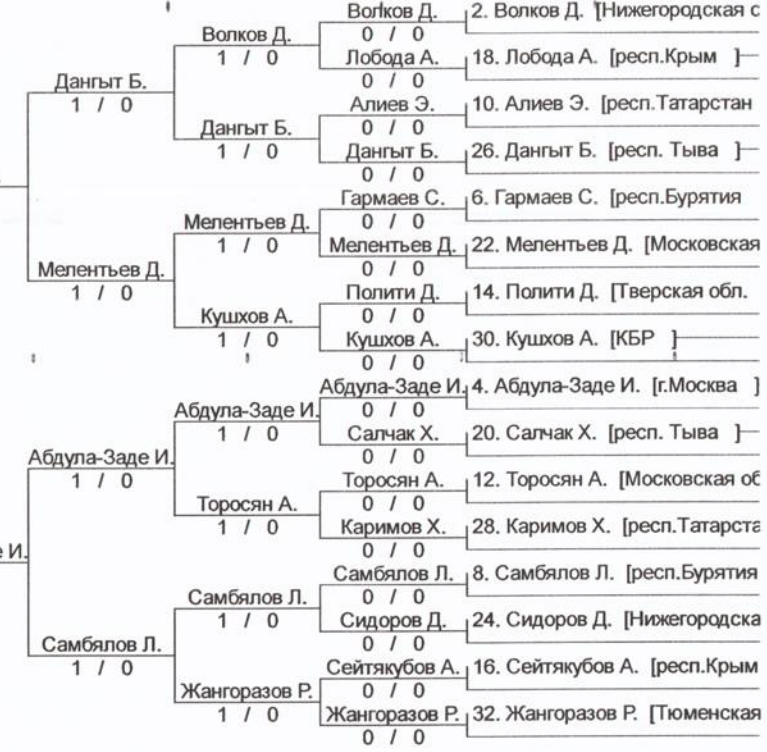 Волков Д. 2. Волков Д. [Нижегородская с
Волков Д. 0 / 0
1 / 0 Лобода А. 18. Лобода А. [респ.Крым ]
Дангыт Б. 0 / 0
1 / 0 Алиев Э. 10. Алиев Э. [респ.Татарстан
Дангыт Б. 0 / 0
1 / 0 Дангыт Б. 26. Дангыт Б. [респ. Тыва ]
0 / 0
Гармаев С. 6. Гармаев С. [респ.Бурятия
Мелентьев Д. 0 / 0
1 / 0 Мелентьев Д. 22. Мелентьев Д. [Московская
Мелентьев Д. 0 / 0
1 / 0 Полити Д. 14. Полити Д. [Тверская обл.
Кушхов А. 0 / 0
1 / 0 Кушхов А. 30. Кушхов А. [КБР ]
0 / 0
Абдула-Заде И. 4. Абдула-Заде И. [г.Москва ]
Абдула-Заде И. 0 / 0
1 / 0 Салчак Х. 20. Салчак Х. [респ. Тыва ]
Абдула-Заде И. 0 / 0
1 / 0 Торосян А. 12. Торосян А. [Московская об
Торосян А. 0 / 0
1 / 0 Каримов Х. 28. Каримов Х. [респ.Татарста
е И. 0 / 0
Самбялов Л. 8. Самбялов Л. [респ.Бурятия
Самбялов Л. 0 / 0
1 / 0 Сидоров Д. 24. Сидоров Д. [Нижегородска
Самбялов Л. 0 / 0
1 / 0 Сейтякубов А. 16. Сейтякубов А. [респ.Крым
Жангоразов Р. 0 / 0
1 / 0 Жангоразов Р. 32. Жангоразов Р. [Тюменская
0 / 0